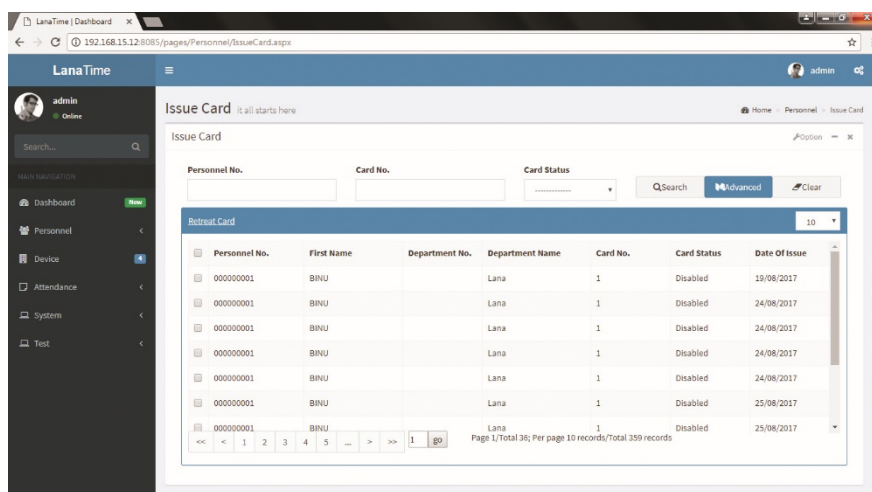 LanaTime | Dashboard
192.168.15.12:8085/pages/Personnel/IssueCard.aspx
LanaTime
admin
admin
Online
Search...
MAIN NAVIGATION
Dashboard New
Personnel
Device 4
Attendance
System
Test
Issue Card it all starts here
Home > Personnel > Issue Card
Issue Card
Option
Personnel No. Card No. Card Status
------------- Search Advanced Clear
Retreat Card 10
Personnel No. First Name Department No. Department Name Card No. Card Status Date Of Issue
000000001 BINU Lana 1 Disabled 19/08/2017
000000001 BINU Lana 1 Disabled 24/08/2017
000000001 BINU Lana 1 Disabled 24/08/2017
000000001 BINU Lana 1 Disabled 24/08/2017
000000001 BINU Lana 1 Disabled 24/08/2017
000000001 BINU Lana 1 Disabled 25/08/2017
000000001 BINU Lana 1 Disabled 25/08/2017
<< < 1 2 3 4 5 ... > >> 1 go Page 1/Total 36; Per page 10 records/Total 359 records